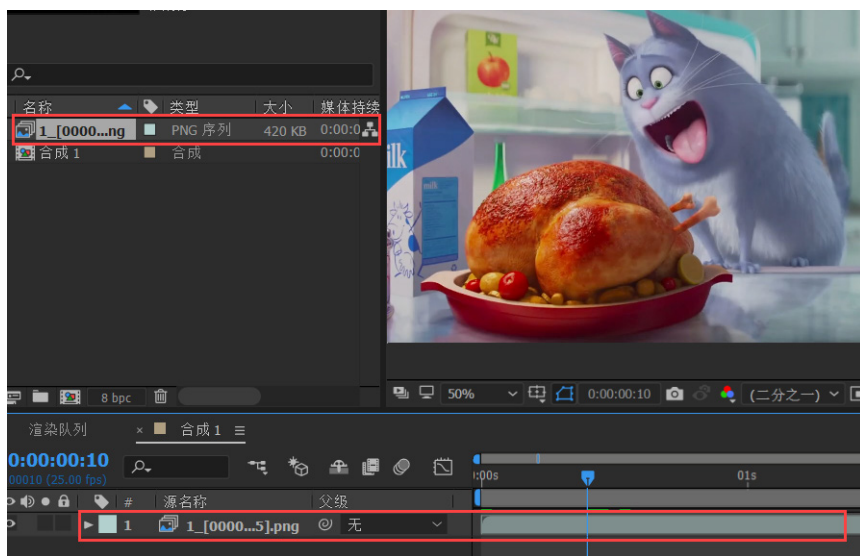 名称 类型 大小 媒体持续
1_[0000...ng PNG 序列 420 KB 0:00:0
合成 1 合成 0:00:0
milk
ilk
8 bpc
50% 0:00:00:10 (二分之一)
渲染队列 × 合成 1 ≡
0:00:00:10
00010 (25.00 fps)
:00s 01s
# 源名称 父级
1 1_[0000...5].png 无